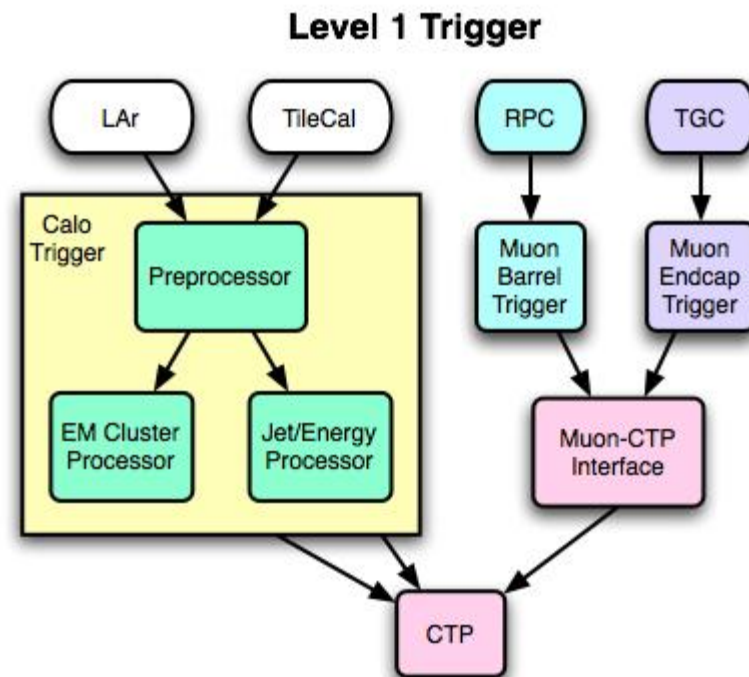 Level 1 Trigger
LAr
TileCal
RPC
TGC
Calo
Trigger
Preprocessor
Muon
Barrel
Trigger
Muon
Endcap
Trigger
EM Cluster
Processor
Jet/Energy
Processor
Muon-CTP
Interface
CTP